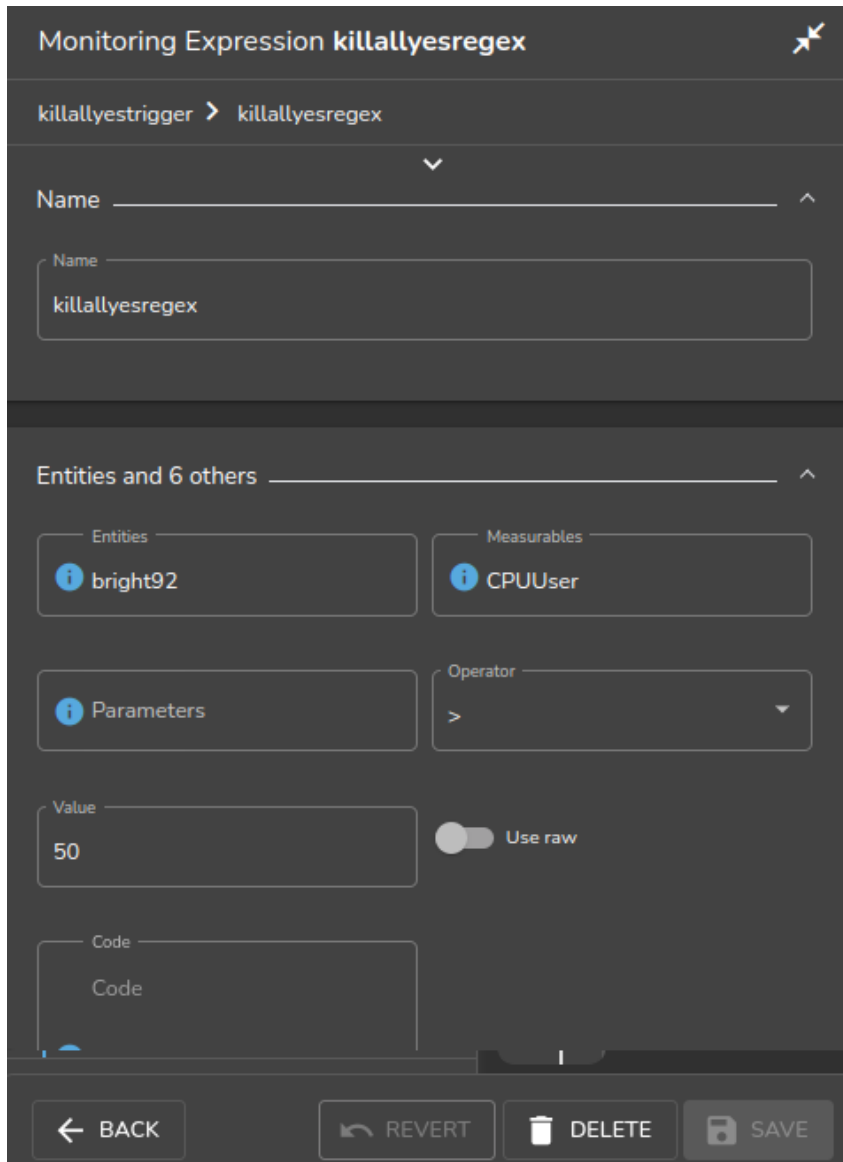 Monitoring Expression killallyesregex
killallyestrigger > killallyesregex
Name
Name
killallyesregex
Entities and 6 others
Entities
bright92
Measurables
CPUUser
Parameters
Operator
>
Value
50
Use raw
Code
Code
BACK
REVERT
DELETE
SAVE